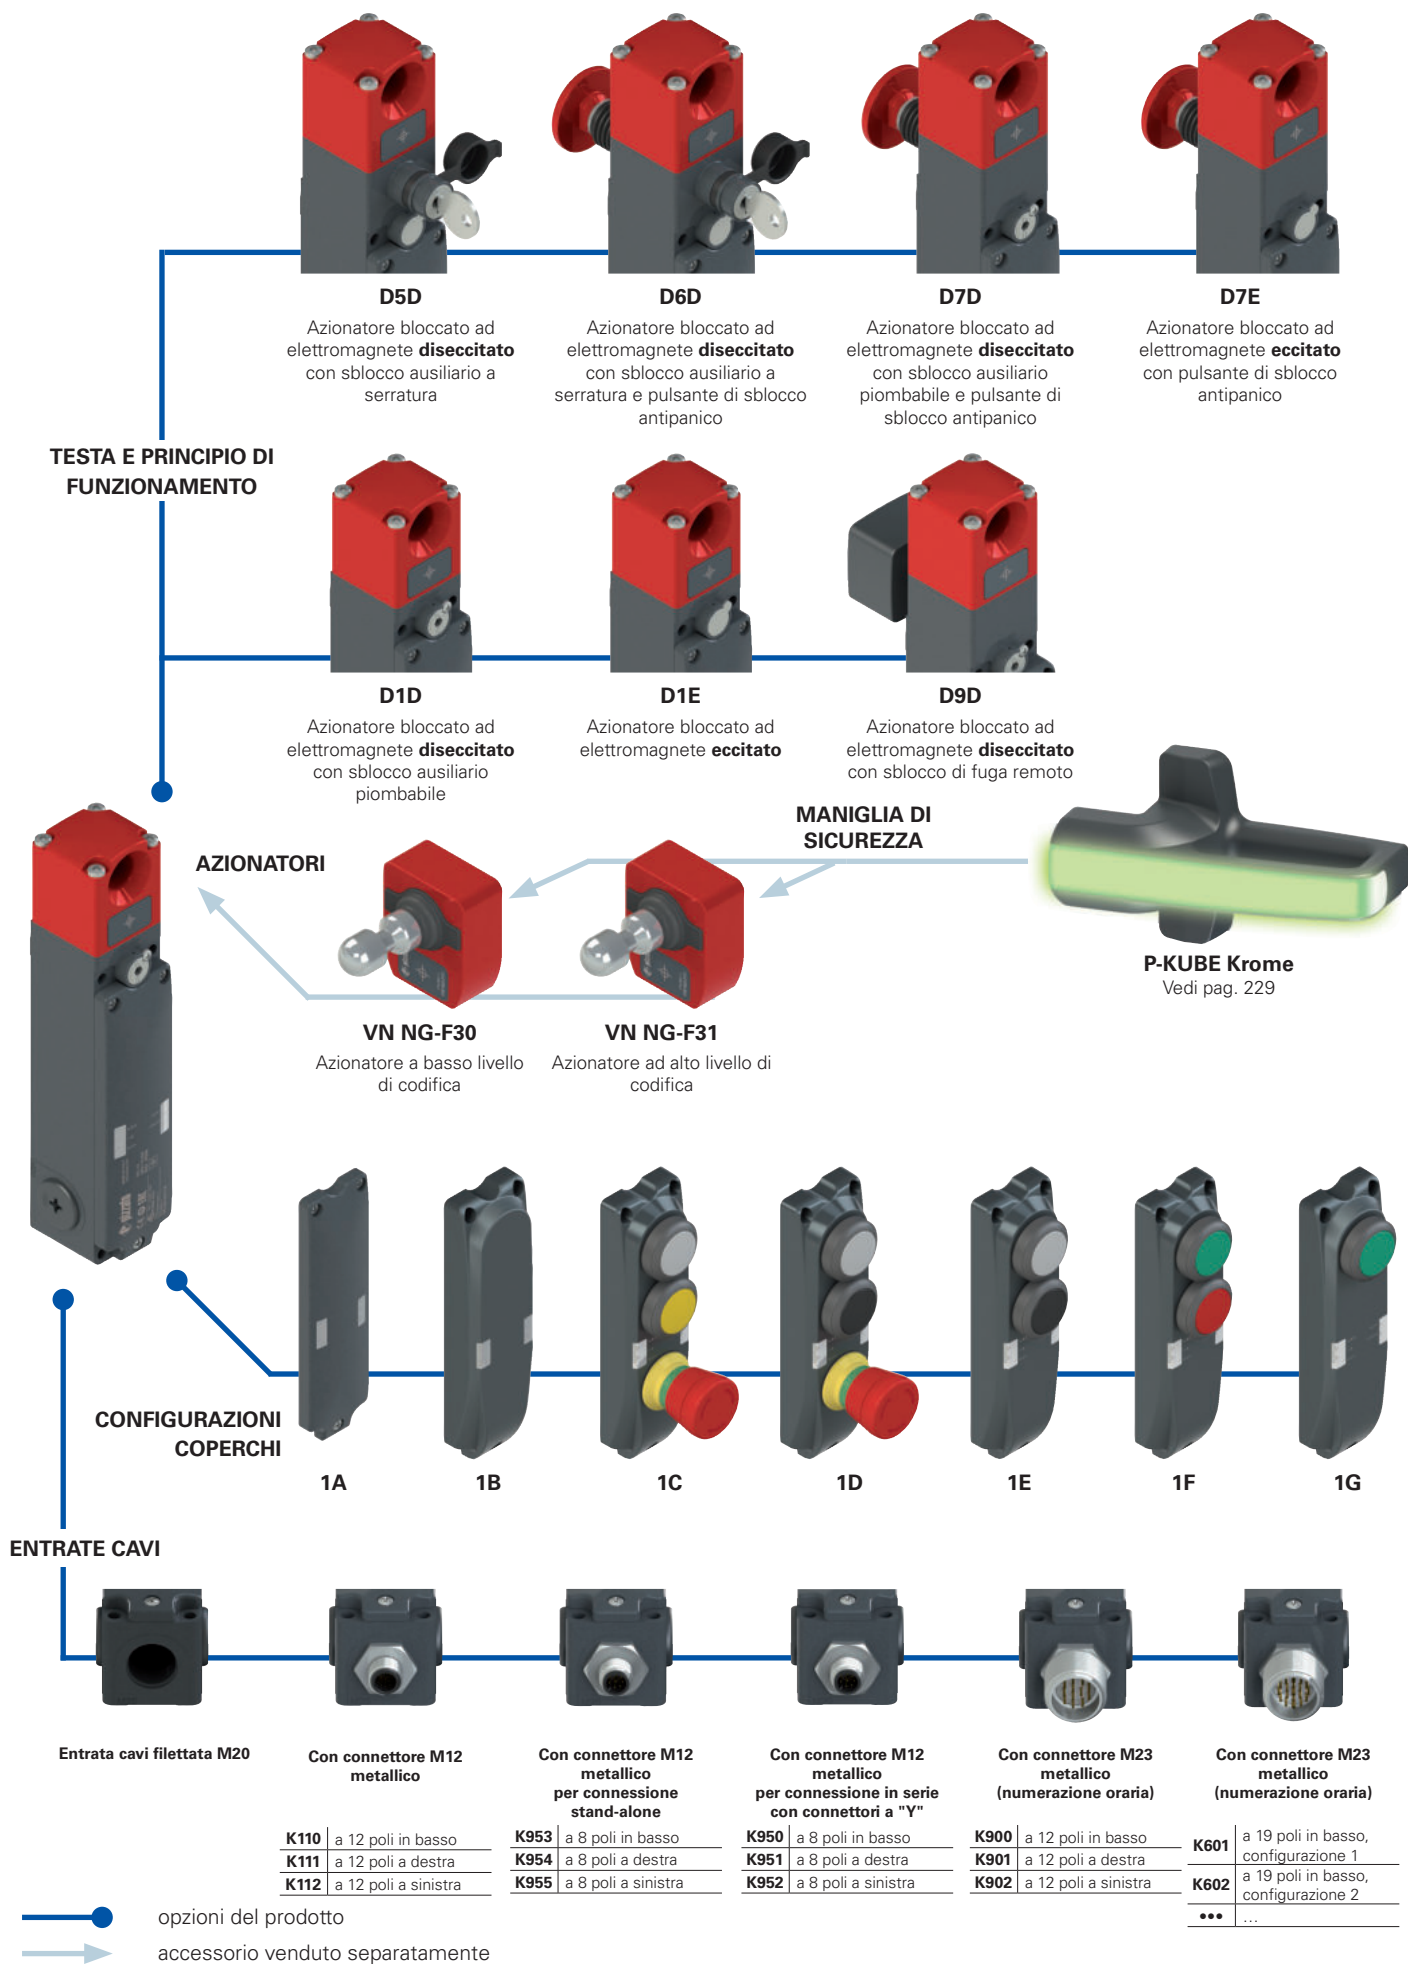 D5D
Azionatore bloccato ad
elettromagnete diseccitato
con sblocco ausiliario a
serratura
D6D
Azionatore bloccato ad
elettromagnete diseccitato
con sblocco ausiliario a
serratura e pulsante di sblocco
antipanico
D7D
Azionatore bloccato ad
elettromagnete diseccitato
con sblocco ausiliario
piombabile e pulsante di
sblocco antipanico
D7E
Azionatore bloccato ad
elettromagnete eccitato
con pulsante di sblocco
antipanico
TESTA E PRINCIPIO DI
FUNZIONAMENTO
D1D
Azionatore bloccato ad
elettromagnete diseccitato
con sblocco ausiliario
piombabile
D1E
Azionatore bloccato ad
elettromagnete eccitato
D9D
Azionatore bloccato ad
elettromagnete diseccitato
con sblocco di fuga remoto
MANIGLIA DI
SICUREZZA
AZIONATORI
P-KUBE Krome
Vedi pag. 229
VN NG-F30
Azionatore a basso livello
di codifica
VN NG-F31
Azionatore ad alto livello di
codifica
pizzato
CONFIGURAZIONI
COPERCHI
1A
1B
1C
1D
1E
1F
1G
ENTRATE CAVI
Entrata cavi filettata M20
Con connettore M12
metallico
K110 a 12 poli in basso
K111 a 12 poli a destra
K112 a 12 poli a sinistra
Con connettore M12
metallico
per connessione
stand-alone
K953 a 8 poli in basso
K954 a 8 poli a destra
K955 a 8 poli a sinistra
Con connettore M12
metallico
per connessione in serie
con connettori a "Y"
K950 a 8 poli in basso
K951 a 8 poli a destra
K952 a 8 poli a sinistra
Con connettore M23
metallico
(numerazione oraria)
K900 a 12 poli in basso
K901 a 12 poli a destra
K902 a 12 poli a sinistra
Con connettore M23
metallico
(numerazione oraria)
K601 a 19 poli in basso,
configurazione 1
K602 a 19 poli in basso,
configurazione 2
••• …
opzioni del prodotto
accessorio venduto separatamente